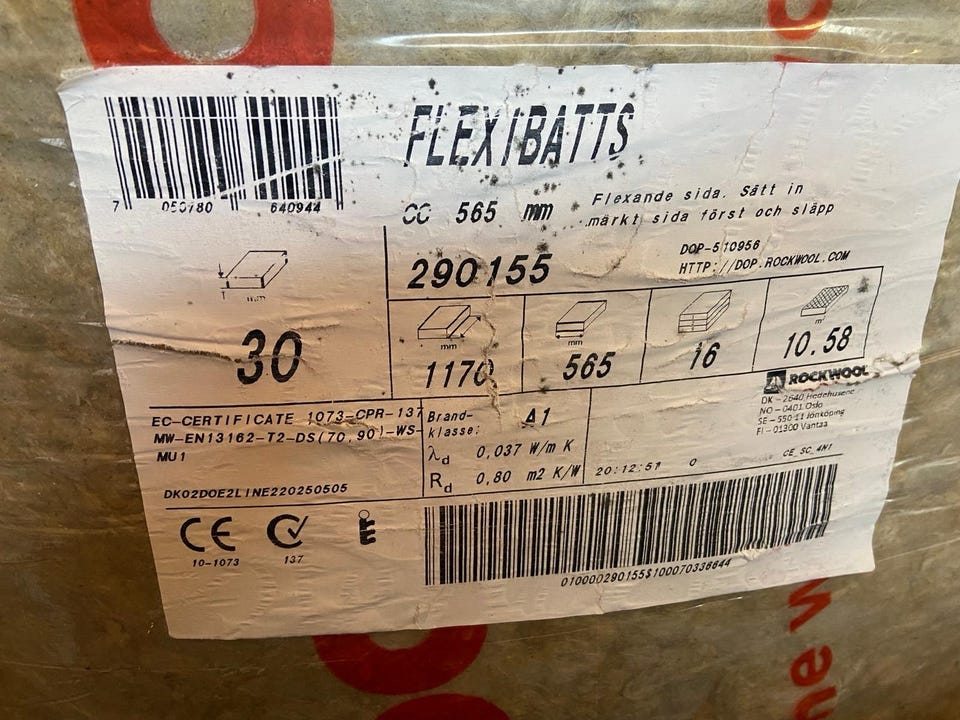 FLEXIBATTS
7 050180 640944
CC 565 mm
Flexande sida. Sätt in
märkt sida först och släpp
290155
DOP-510956
HTTP://DOP.ROCKWOOL.COM
mm
30
mm
1170
mm
565
16
m²
10.58
ROCKWOOL
DK - 2640 Hedehusene
NO - 0401 Oslo
SE - 550 11 Jönköping
FI - 01300 Vantaa
EC-CERTIFICATE 1073-CPR-137
MW-EN13162-T2-DS(70,90)-WS-
MU1
DK02DOE2LINE220250505
Brand-
klasse: A1
λd 0,037 W/m K
Rd 0,80 m2 K/W
20:12:51 0
CE_SC_4N1
CE
10-1073
137
010000290155$100070336644
he w